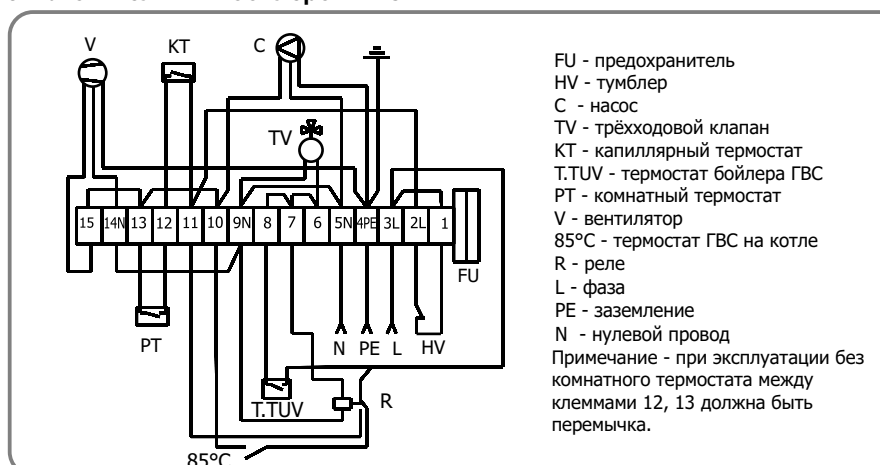 V
KT
C
TV
15 14N 13 12 11 10 9N 8 7 6 5N 4PE 3L 2L 1
FU
PT
N PE L HV
T.TUV
R
85°C
FU - предохранитель
HV - тумблер
C - насос
TV - трёхходовой клапан
KT - капиллярный термостат
T.TUV - термостат бойлера ГВС
PT - комнатный термостат
V - вентилятор
85°C - термостат ГВС на котле
R - реле
L - фаза
PE - заземление
N - нулевой провод
Примечание - при эксплуатации без
комнатного термостата между
клеммами 12, 13 должна быть
перемычка.